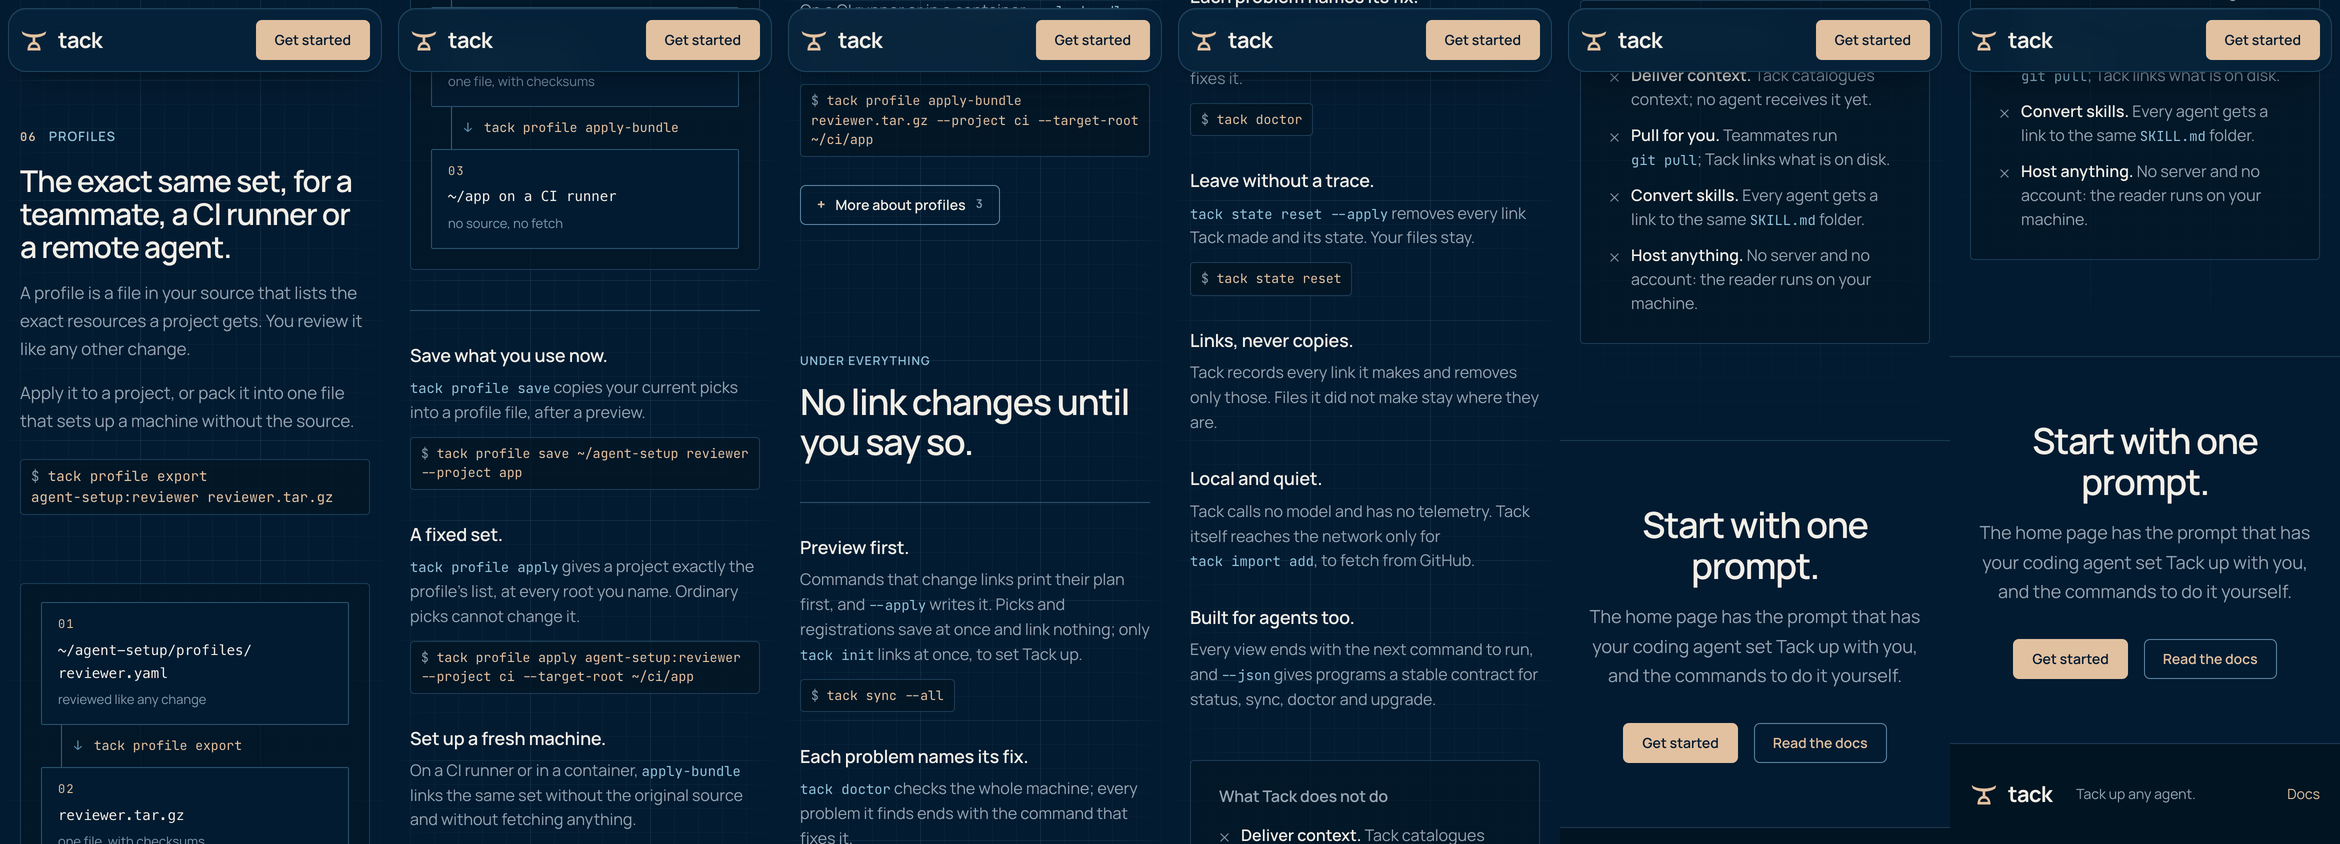 tack
Get started
06 PROFILES
The exact same set, for a
teammate, a CI runner or
a remote agent.
A profile is a file in your source that lists the
exact resources a project gets. You review it
like any other change.
Apply it to a project, or pack it into one file
that sets up a machine without the source.
$ tack profile export
agent-setup:reviewer reviewer.tar.gz
01
~/agent-setup/profiles/
reviewer.yaml
reviewed like any change
↓ tack profile export
02
reviewer.tar.gz
one file, with checksums
tack
Get started
one file, with checksums
↓ tack profile apply-bundle
03
~/app on a CI runner
no source, no fetch
Save what you use now.
tack profile save copies your current picks
into a profile file, after a preview.
$ tack profile save ~/agent-setup reviewer
--project app
A fixed set.
tack profile apply gives a project exactly the
profile's list, at every root you name. Ordinary
picks cannot change it.
$ tack profile apply agent-setup:reviewer
--project ci --target-root ~/ci/app
Set up a fresh machine.
On a CI runner or in a container, apply-bundle
links the same set without the original source
and without fetching anything.
On a CI runner or in a container, apply-bundle
tack
Get started
$ tack profile apply-bundle
reviewer.tar.gz --project ci --target-root
~/ci/app
+ More about profiles 3
UNDER EVERYTHING
No link changes until
you say so.
Preview first.
Commands that change links print their plan
first, and --apply writes it. Picks and
registrations save at once and link nothing; only
tack init links at once, to set Tack up.
$ tack sync --all
Each problem names its fix.
tack doctor checks the whole machine; every
problem it finds ends with the command that
fixes it.
Each problem names its fix.
tack
Get started
fixes it.
$ tack doctor
Leave without a trace.
tack state reset --apply removes every link
Tack made and its state. Your files stay.
$ tack state reset
Links, never copies.
Tack records every link it makes and removes
only those. Files it did not make stay where they
are.
Local and quiet.
Tack calls no model and has no telemetry. Tack
itself reaches the network only for
tack import add, to fetch from GitHub.
Built for agents too.
Every view ends with the next command to run,
and --json gives programs a stable contract for
status, sync, doctor and upgrade.
What Tack does not do
× Deliver context. Tack catalogues
tack
Get started
Deliver context. Tack catalogues
context; no agent receives it yet.
× Pull for you. Teammates run
git pull; Tack links what is on disk.
× Convert skills. Every agent gets a
link to the same SKILL.md folder.
× Host anything. No server and no
account: the reader runs on your
machine.
Start with one
prompt.
The home page has the prompt that has
your coding agent set Tack up with you,
and the commands to do it yourself.
Get started
Read the docs
tack
Get started
git pull; Tack links what is on disk.
× Convert skills. Every agent gets a
link to the same SKILL.md folder.
× Host anything. No server and no
account: the reader runs on your
machine.
Start with one
prompt.
The home page has the prompt that has
your coding agent set Tack up with you,
and the commands to do it yourself.
Get started
Read the docs
tack
Tack up any agent.
Docs